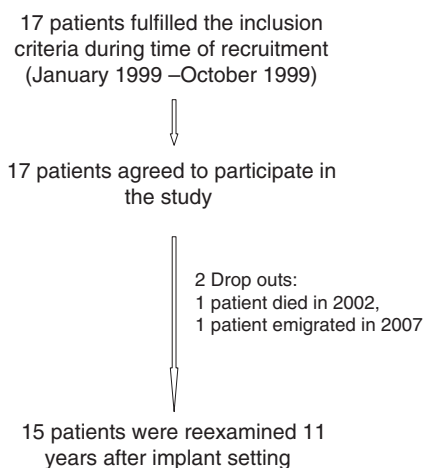 17 patients fulfilled the inclusion
criteria during time of recruitment
(January 1999 –October 1999)
17 patients agreed to participate in
the study
2 Drop outs:
1 patient died in 2002,
1 patient emigrated in 2007
15 patients were reexamined 11
years after implant setting